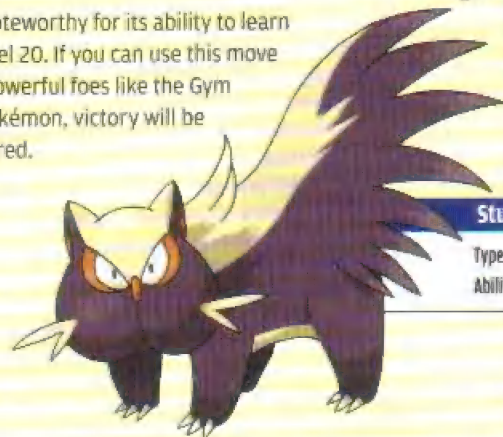 oteworthy for its ability to learn
el 20. If you can use this move
owerful foes like the Gym
kémon, victory will be
red.
Stu
Type
Abili